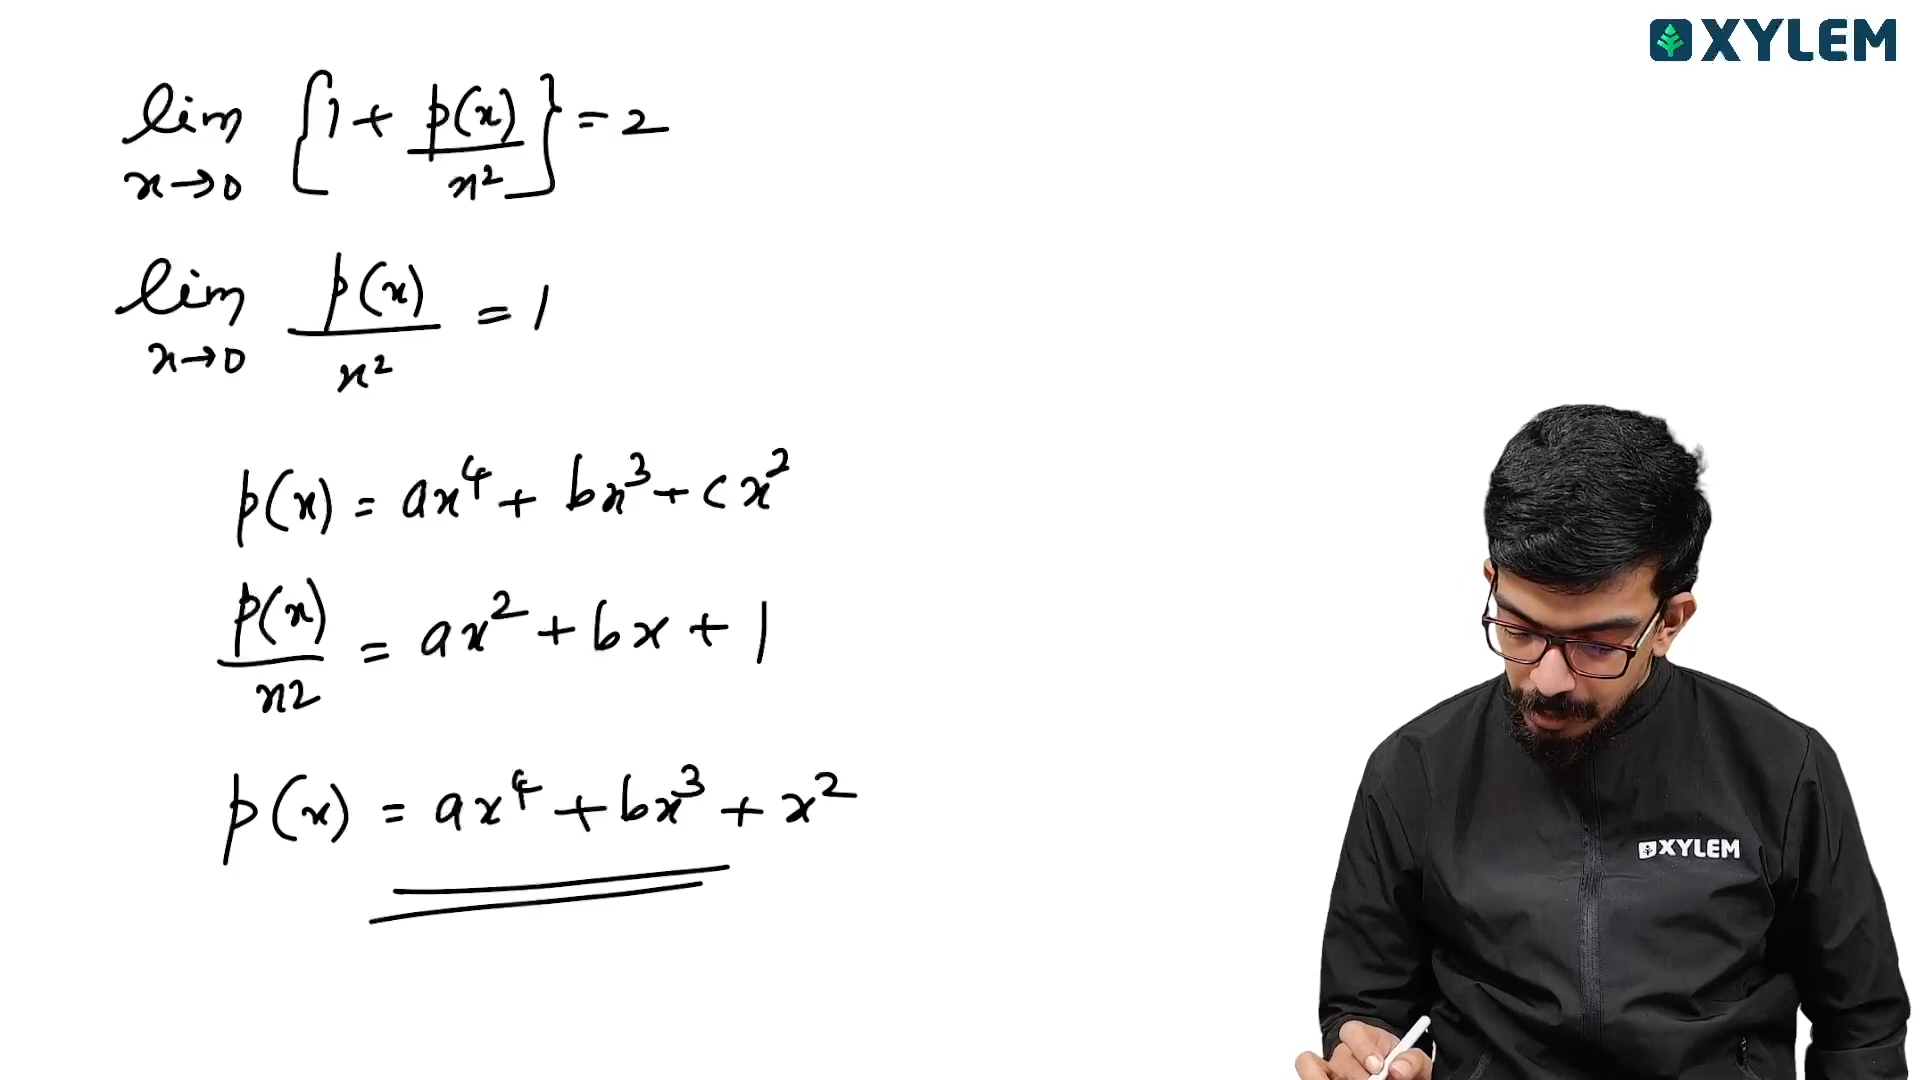 XYLEM
lim x→0 {1 + p(x)/x²} = 2
lim x→0 p(x)/x² = 1
p(x) = ax⁴ + bx³ + cx²
p(x)/x2 = ax² + bx + 1
p(x) = ax⁴ + bx³ + x²
XYLEM